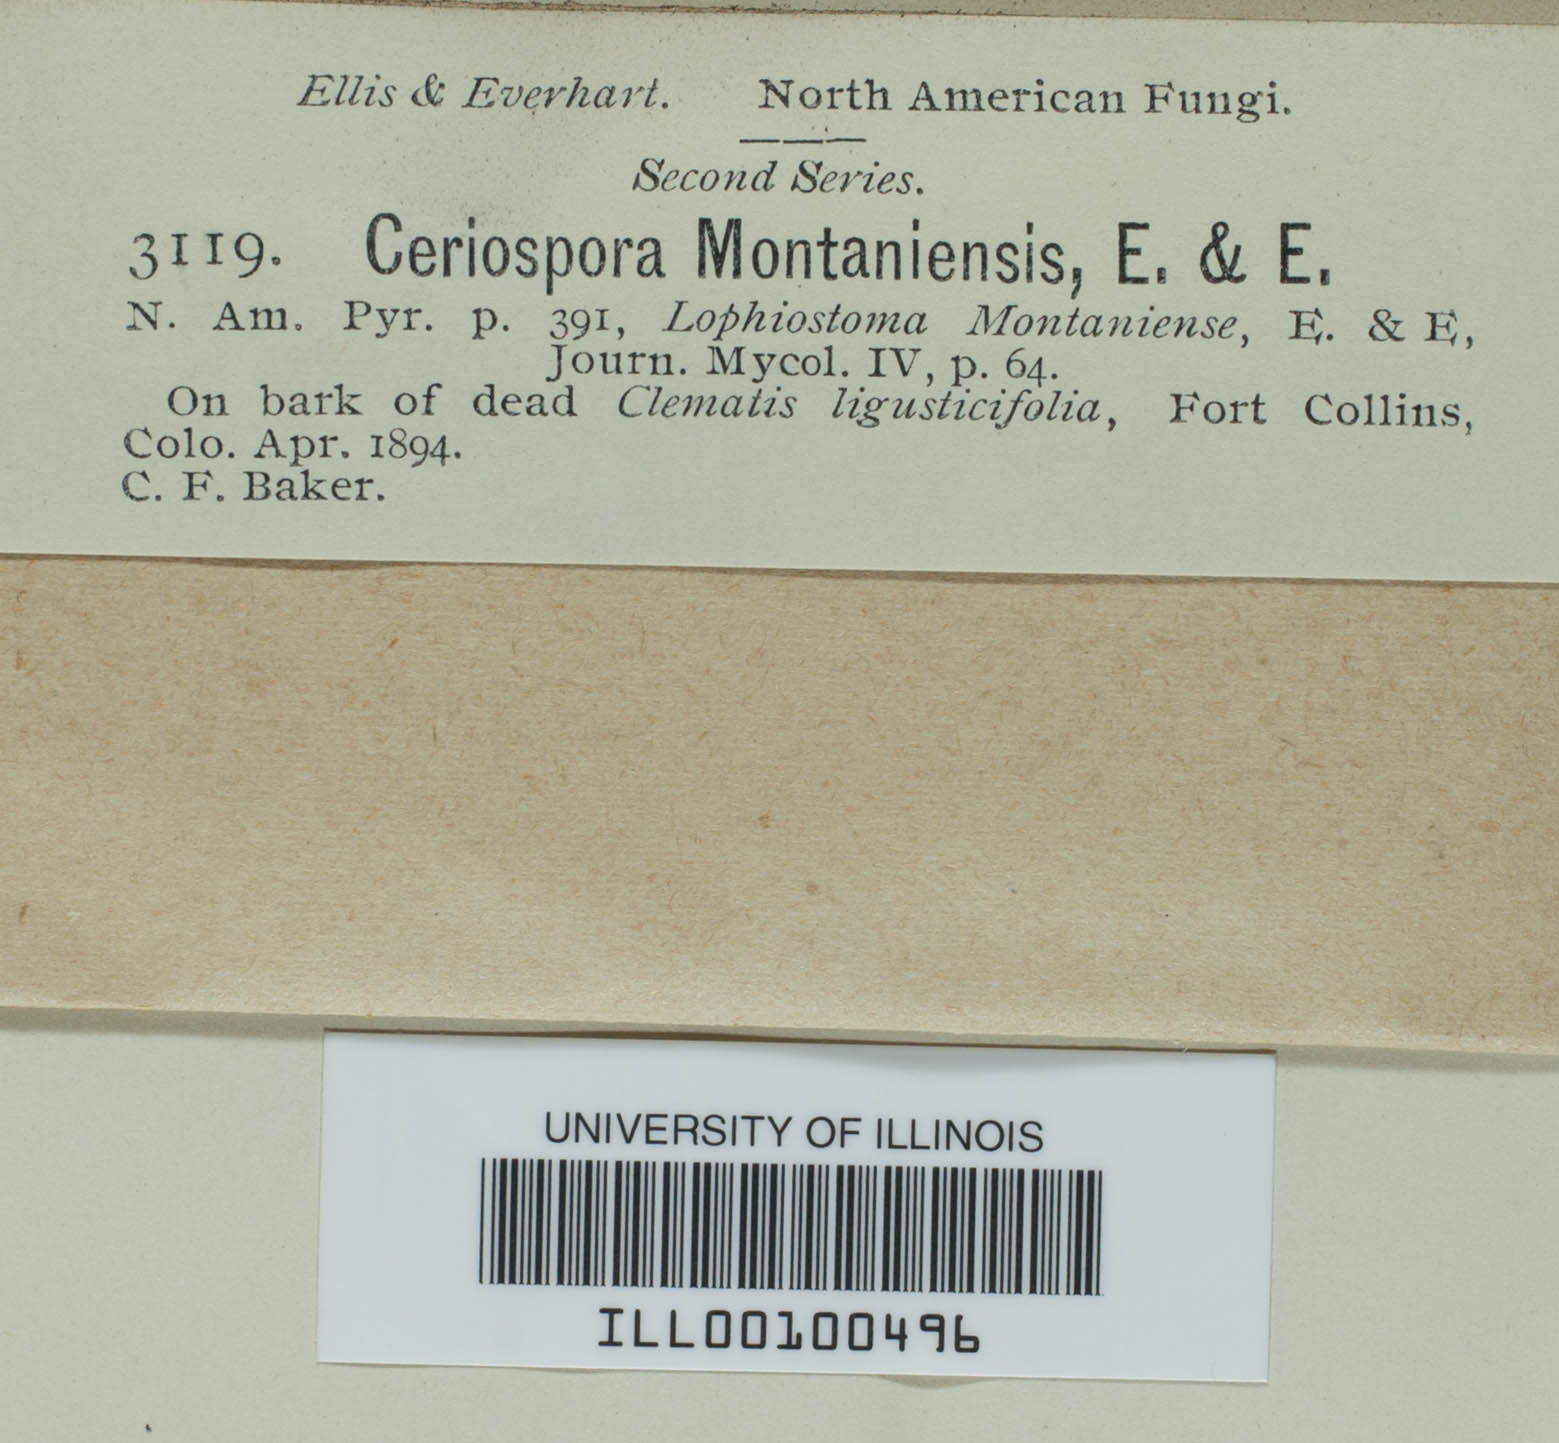 Ellis & Everhart. North American Fungi.
Second Series.
3119. Ceriospora Montaniensis, E. & E.
N. Am. Pyr. p. 391, Lophiostoma Montaniense, E. & E,
Journ. Mycol. IV, p. 64.
On bark of dead Clematis ligusticifolia, Fort Collins,
Colo. Apr. 1894.
C. F. Baker.
UNIVERSITY OF ILLINOIS
ILL00100496